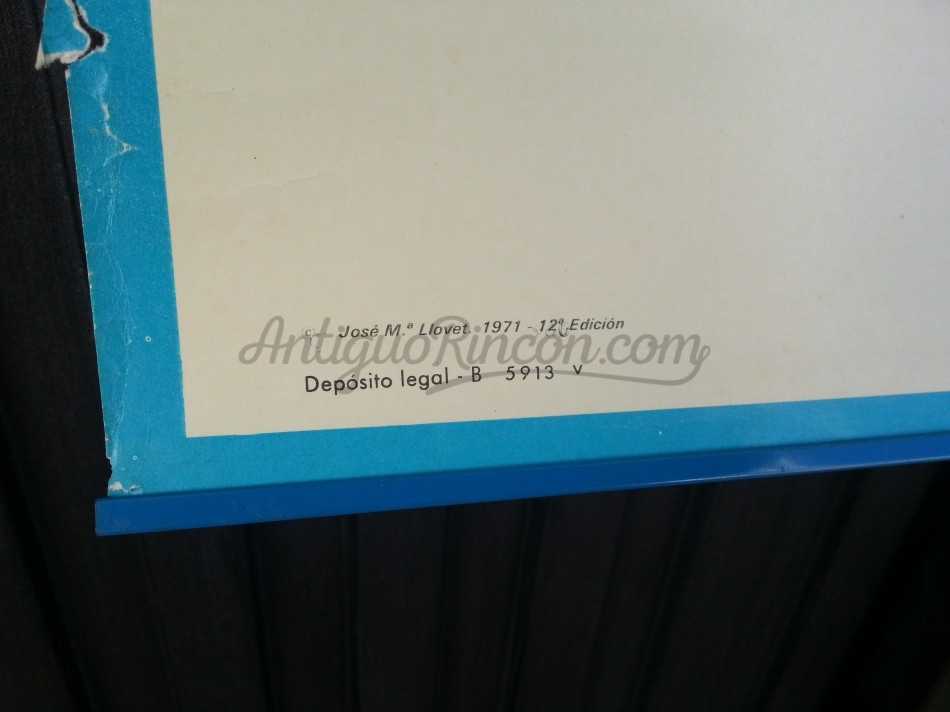 © José M.ª Llovet. 1971 - 12ª Edición
AntiguoRincon.com
Depósito legal - B 5913 v